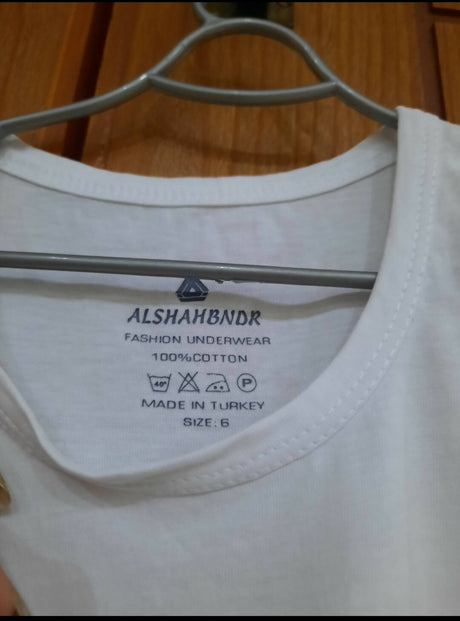 ALSHAHBNDR
FASHION UNDERWEAR
100%COTTON
40° P
MADE IN TURKEY
SIZE: 6